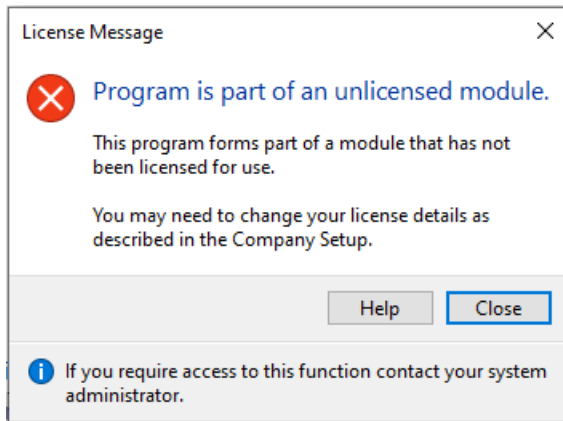 License Message
Program is part of an unlicensed module.
This program forms part of a module that has not
been licensed for use.
You may need to change your license details as
described in the Company Setup.
Help
Close
If you require access to this function contact your system
administrator.